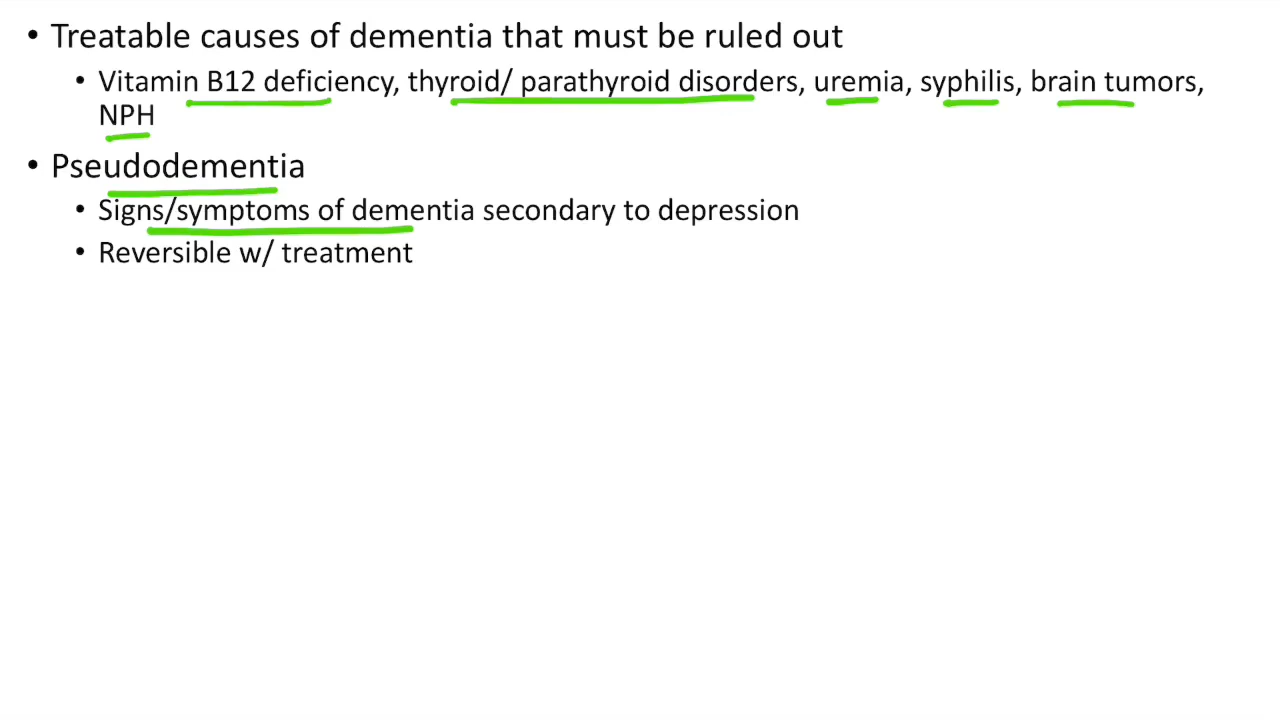 • Treatable causes of dementia that must be ruled out
• Vitamin B12 deficiency, thyroid/ parathyroid disorders, uremia, syphilis, brain tumors,
NPH
• Pseudodementia
• Signs/symptoms of dementia secondary to depression
• Reversible w/ treatment